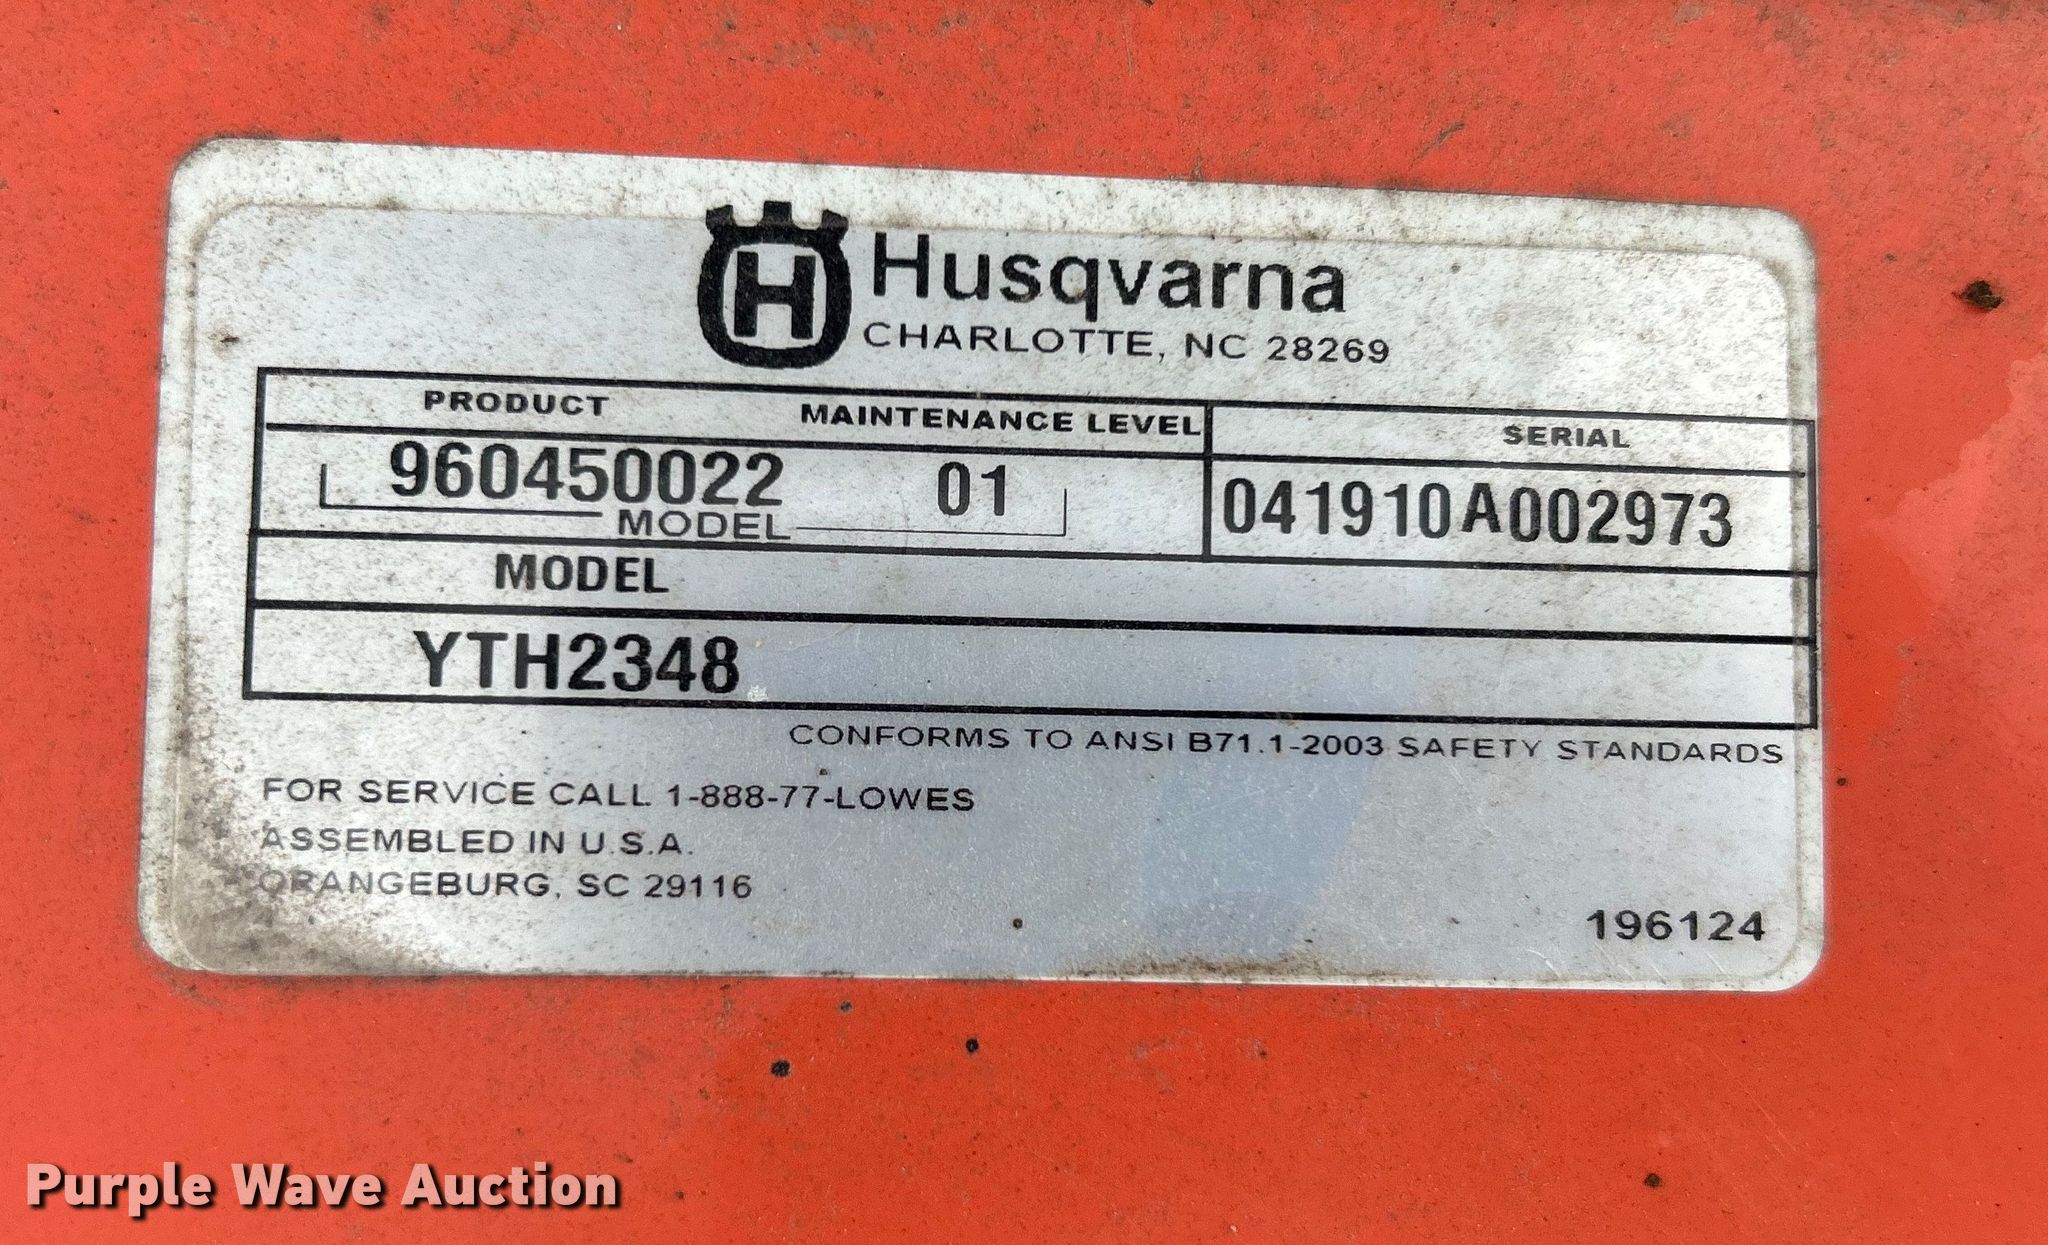 Husqvarna
CHARLOTTE, NC 28269
PRODUCT MAINTENANCE LEVEL SERIAL
960450022 01 041910A002973
MODEL
MODEL
YTH2348
CONFORMS TO ANSI B71.1-2003 SAFETY STANDARDS
FOR SERVICE CALL 1-888-77-LOWES
ASSEMBLED IN U.S.A.
ORANGEBURG, SC 29116
196124
Purple Wave Auction